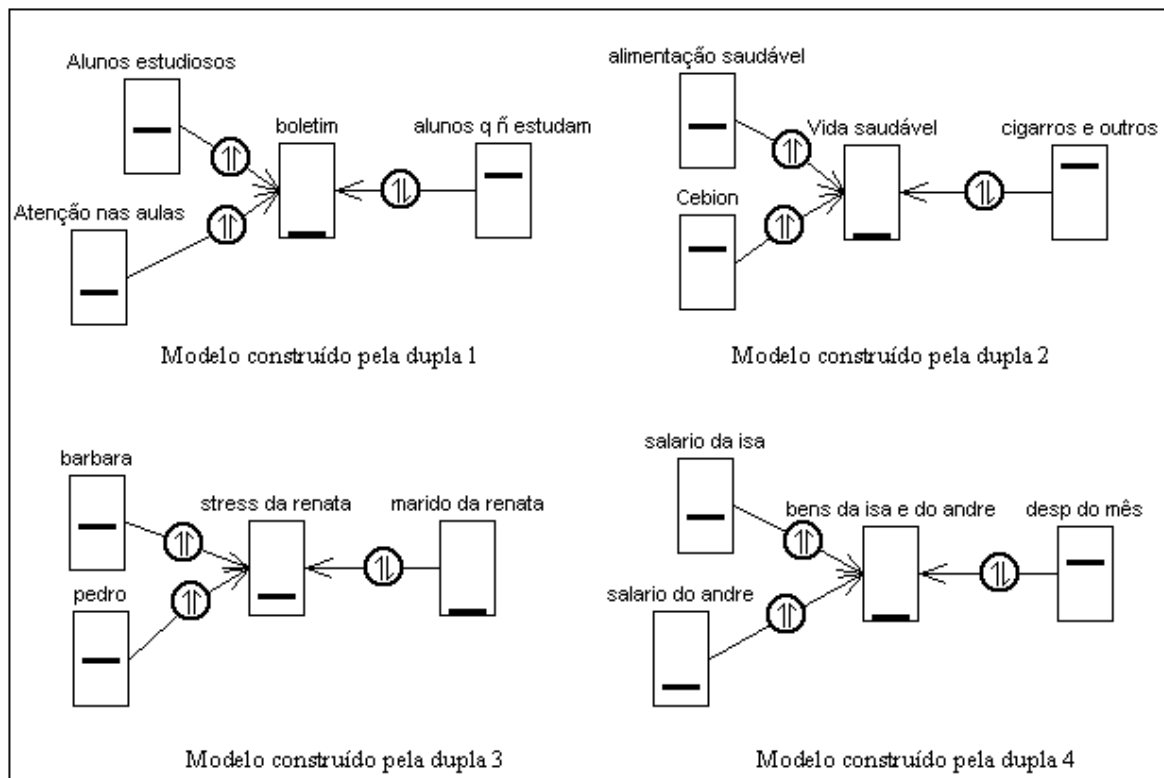 Alunos estudiosos
boletim
alunos q ñ estudam
Atenção nas aulas
Modelo construído pela dupla 1
alimentação saudável
Vida saudável
cigarros e outros
Cebion
Modelo construído pela dupla 2
barbara
stress da renata
marido da renata
pedro
Modelo construído pela dupla 3
salario da isa
bens da isa e do andre
desp do mês
salario do andre
Modelo construído pela dupla 4